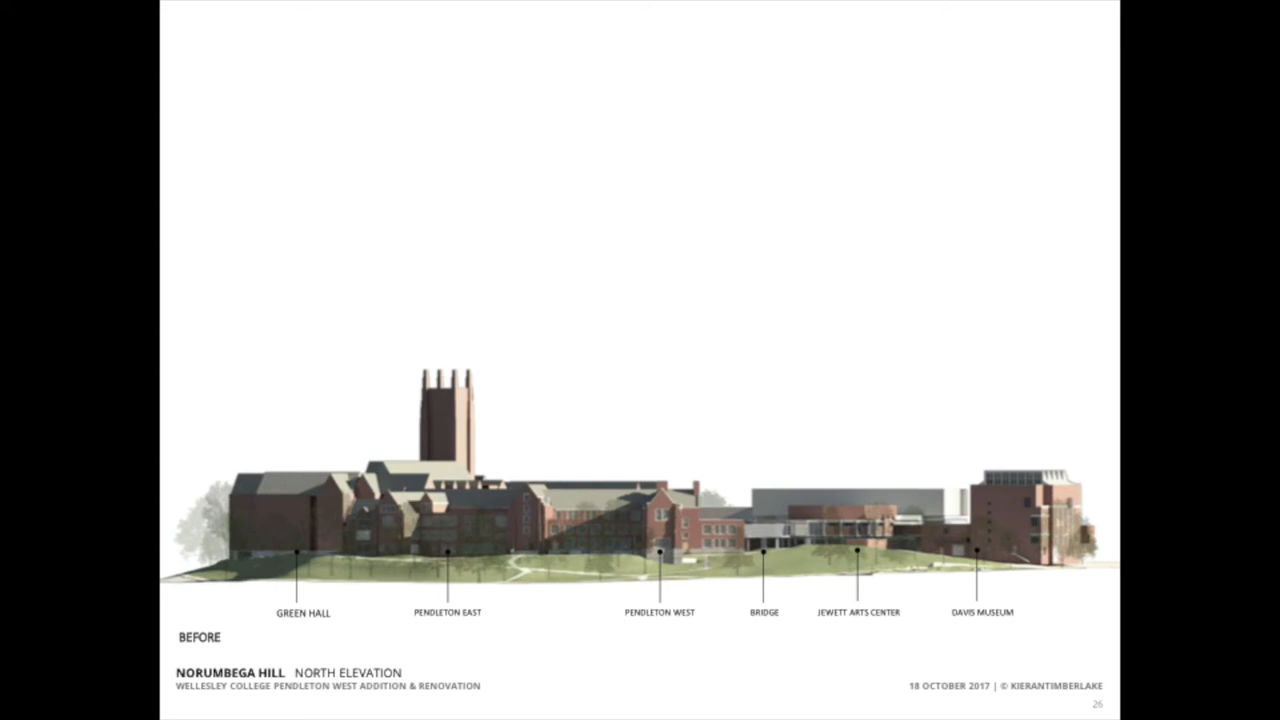 GREEN HALL PENDLETON EAST PENDLETON WEST BRIDGE JEWETT ARTS CENTER DAVIS MUSEUM
BEFORE
NORUMBEGA HILL NORTH ELEVATION
WELLESLEY COLLEGE PENDLETON WEST ADDITION & RENOVATION
18 OCTOBER 2017 | © KIERANTIMBERLAKE
26